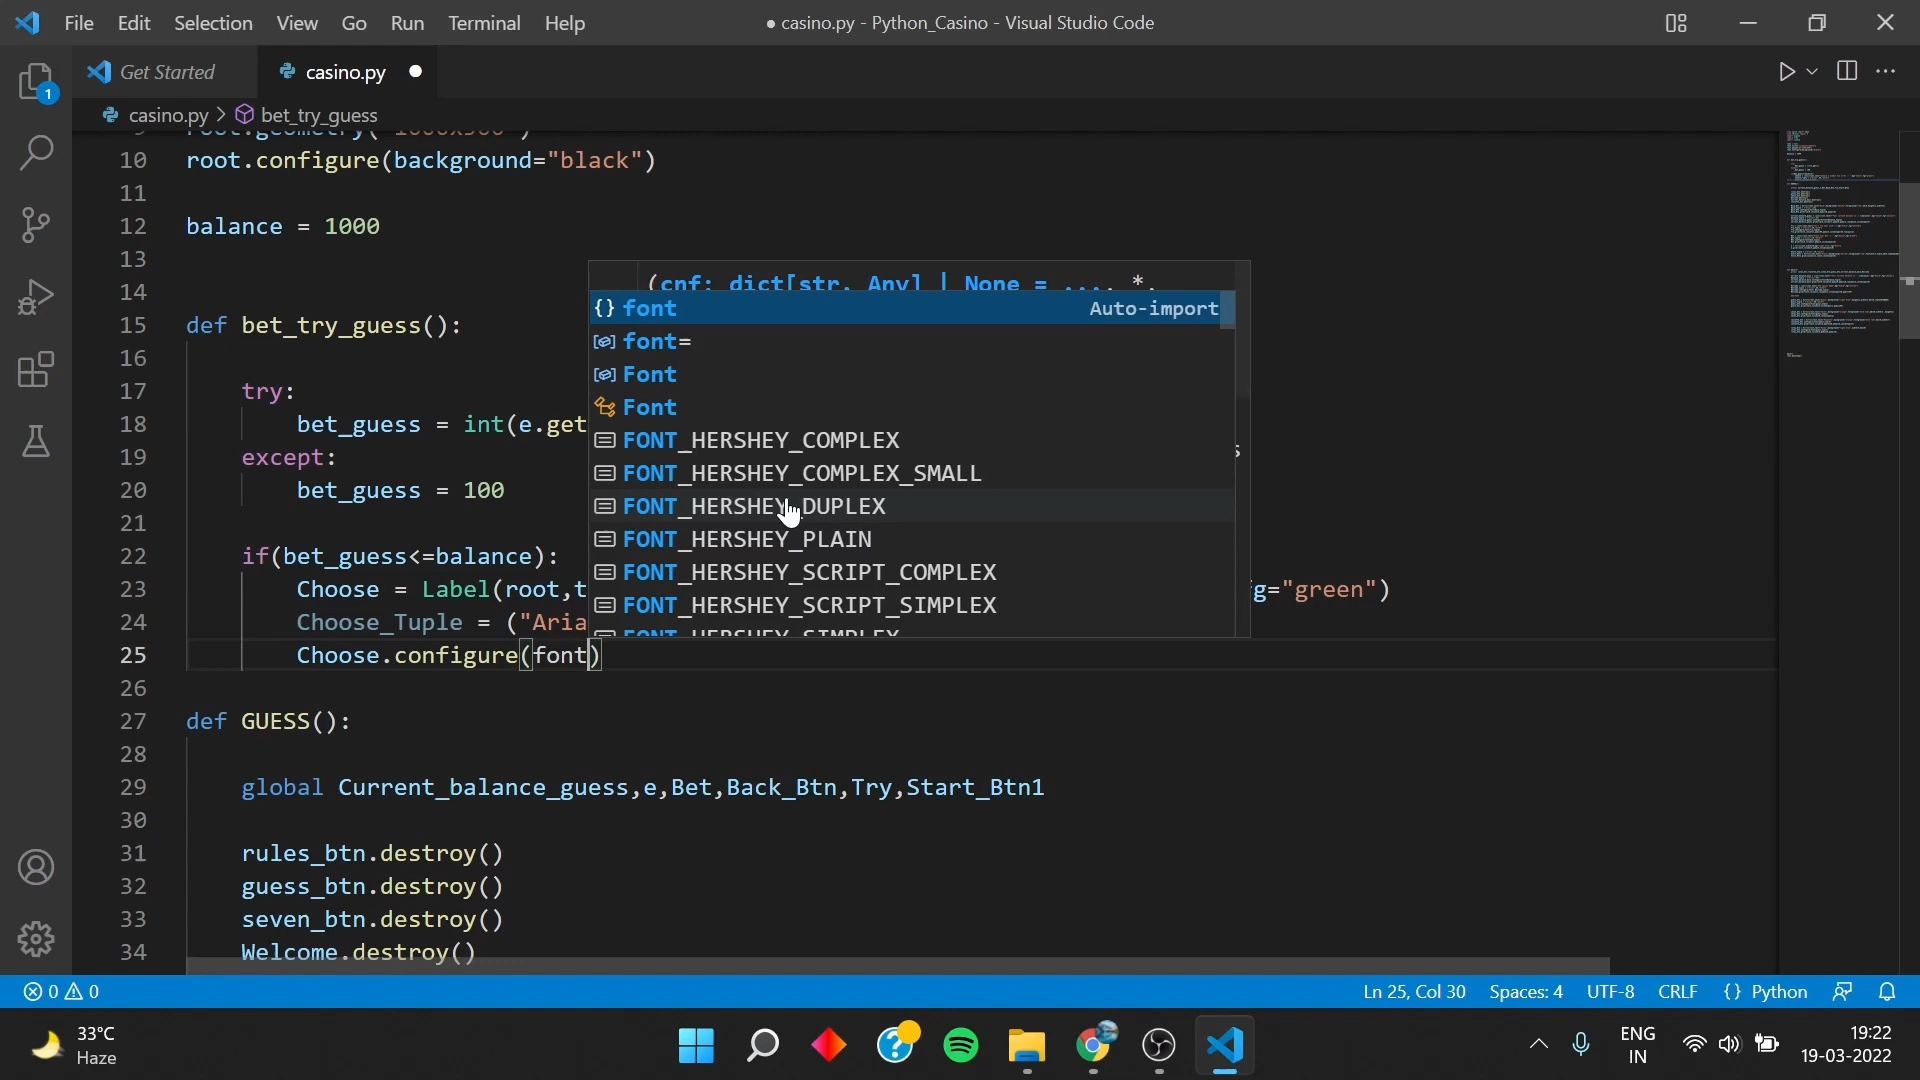 File Edit Selection View Go Run Terminal Help ● casino.py - Python_Casino - Visual Studio Code
Get Started casino.py ●
casino.py > bet_try_guess
1
10 root.configure(background="black")
11
12 balance = 1000
13
14
15 def bet_try_guess():
16
17 try:
18 bet_guess = int(e.get
19 except:
20 bet_guess = 100
21
22 if(bet_guess<=balance):
23 Choose = Label(root,t g="green")
24 Choose_Tuple = ("Aria
25 Choose.configure(font)
26
27 def GUESS():
28
29 global Current_balance_guess,e,Bet,Back_Btn,Try,Start_Btn1
30
31 rules_btn.destroy()
32 guess_btn.destroy()
33 seven_btn.destroy()
34 Welcome.destroy()
(cnf: dict[str, Any] | None = ..., *,
{} font Auto-import
font=
Font
Font
FONT_HERSHEY_COMPLEX
FONT_HERSHEY_COMPLEX_SMALL
FONT_HERSHEY_DUPLEX
FONT_HERSHEY_PLAIN
FONT_HERSHEY_SCRIPT_COMPLEX
FONT_HERSHEY_SCRIPT_SIMPLEX
FONT_HERSHEY_SIMPLEX
0 0 Ln 25, Col 30 Spaces: 4 UTF-8 CRLF {} Python
33°C
Haze
ENG
IN
19:22
19-03-2022